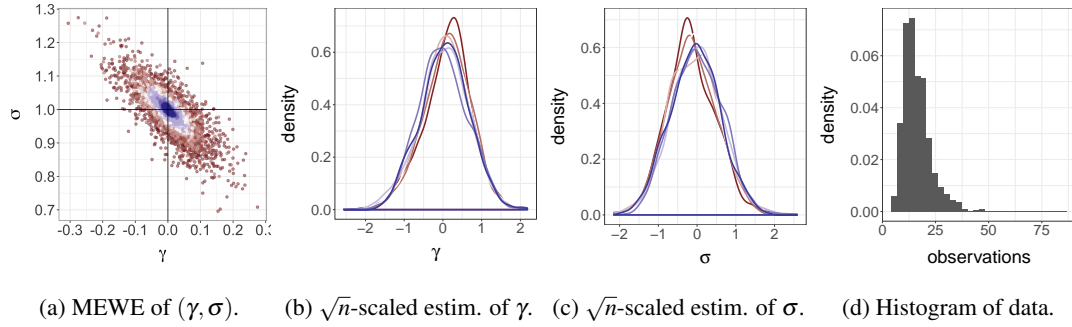 1.3
1.2
1.1
1.0
0.9
0.8
0.7
σ
-0.3 -0.2 -0.1 0.0 0.1 0.2 0.3
γ
0.6
0.4
0.2
0.0
density
−2 −1 0 1 2
γ
0.6
0.4
0.2
0.0
density
−2 −1 0 1 2
σ
0.06
0.04
0.02
0.00
density
0 25 50 75
observations
(a) MEWE of (γ,σ).
(b) √n-scaled estim. of γ.
(c) √n-scaled estim. of σ.
(d) Histogram of data.